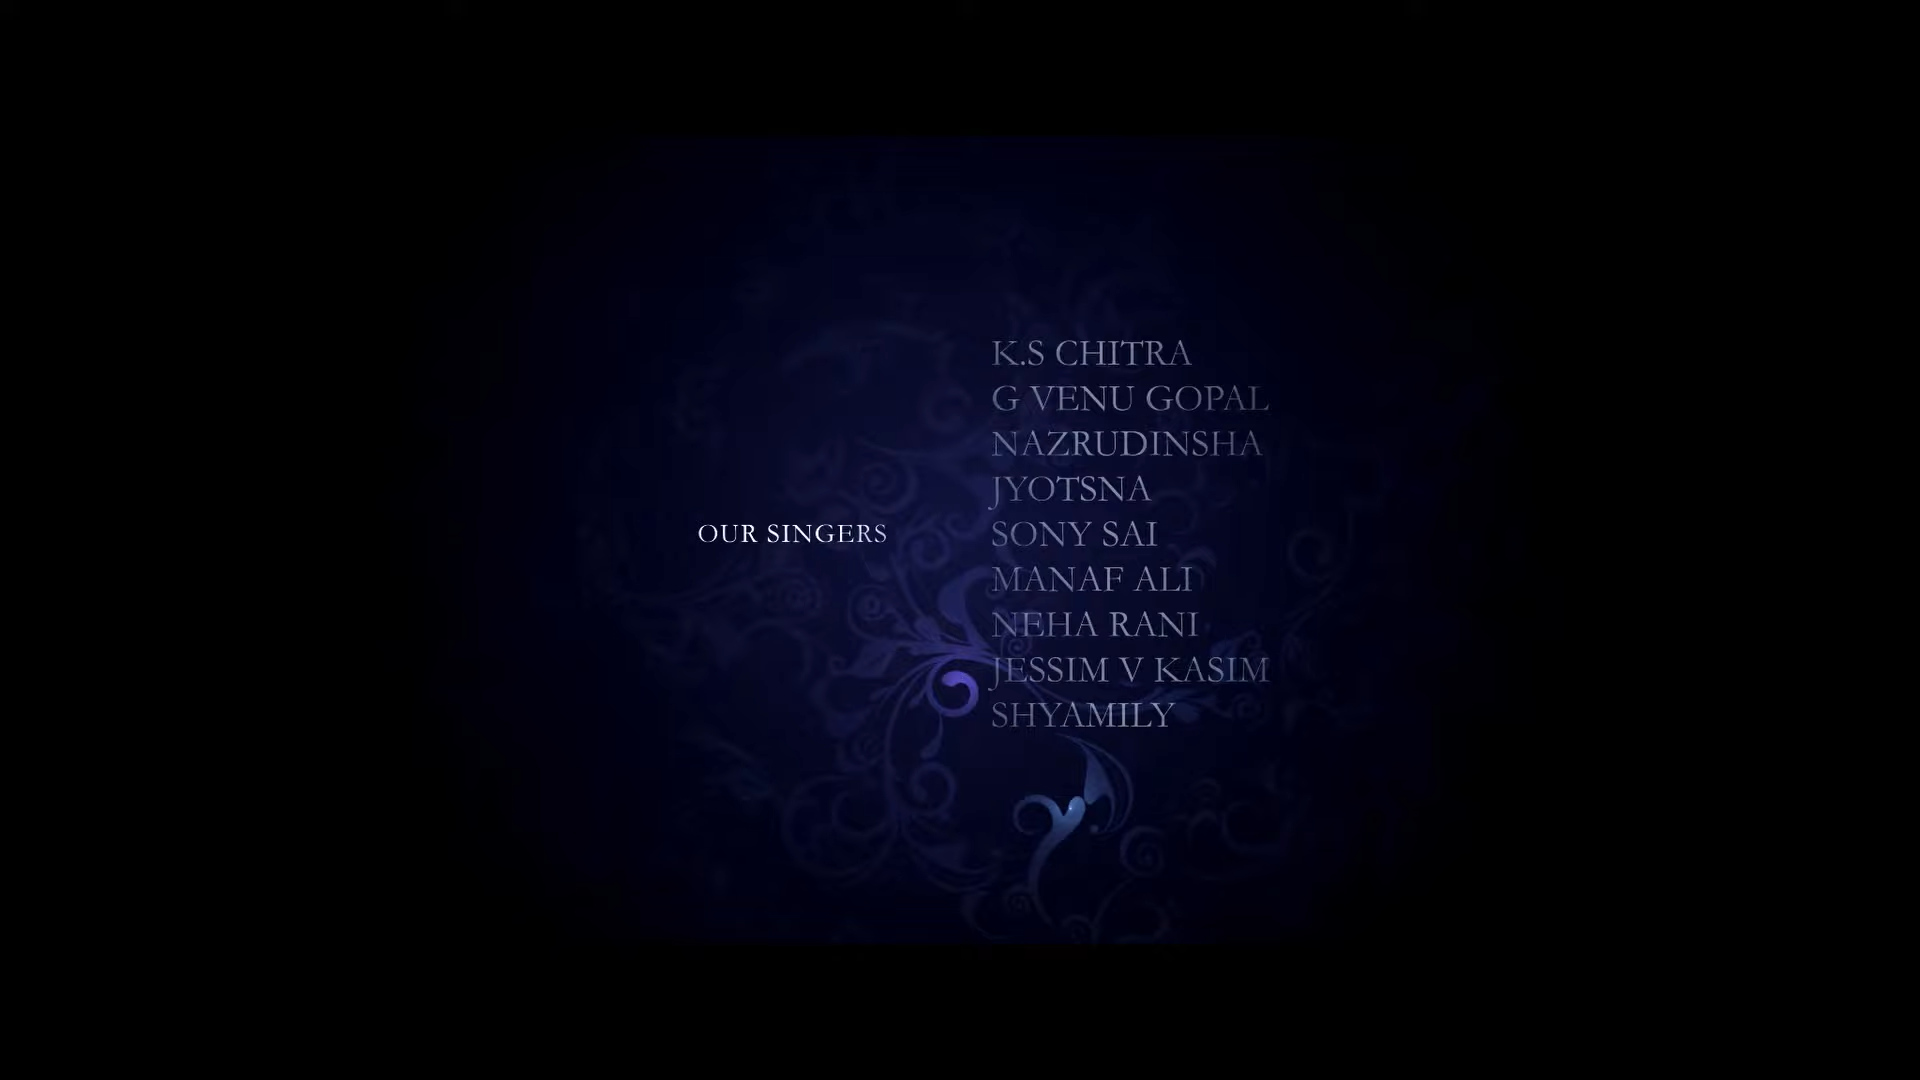 K.S CHITRA
G VENU GOPAL
NAZRUDINSHA
JYOTSNA
OUR SINGERS
SONY SAI
MANAF ALI
NEHA RANI
JESSIM V KASIM
SHYAMILY